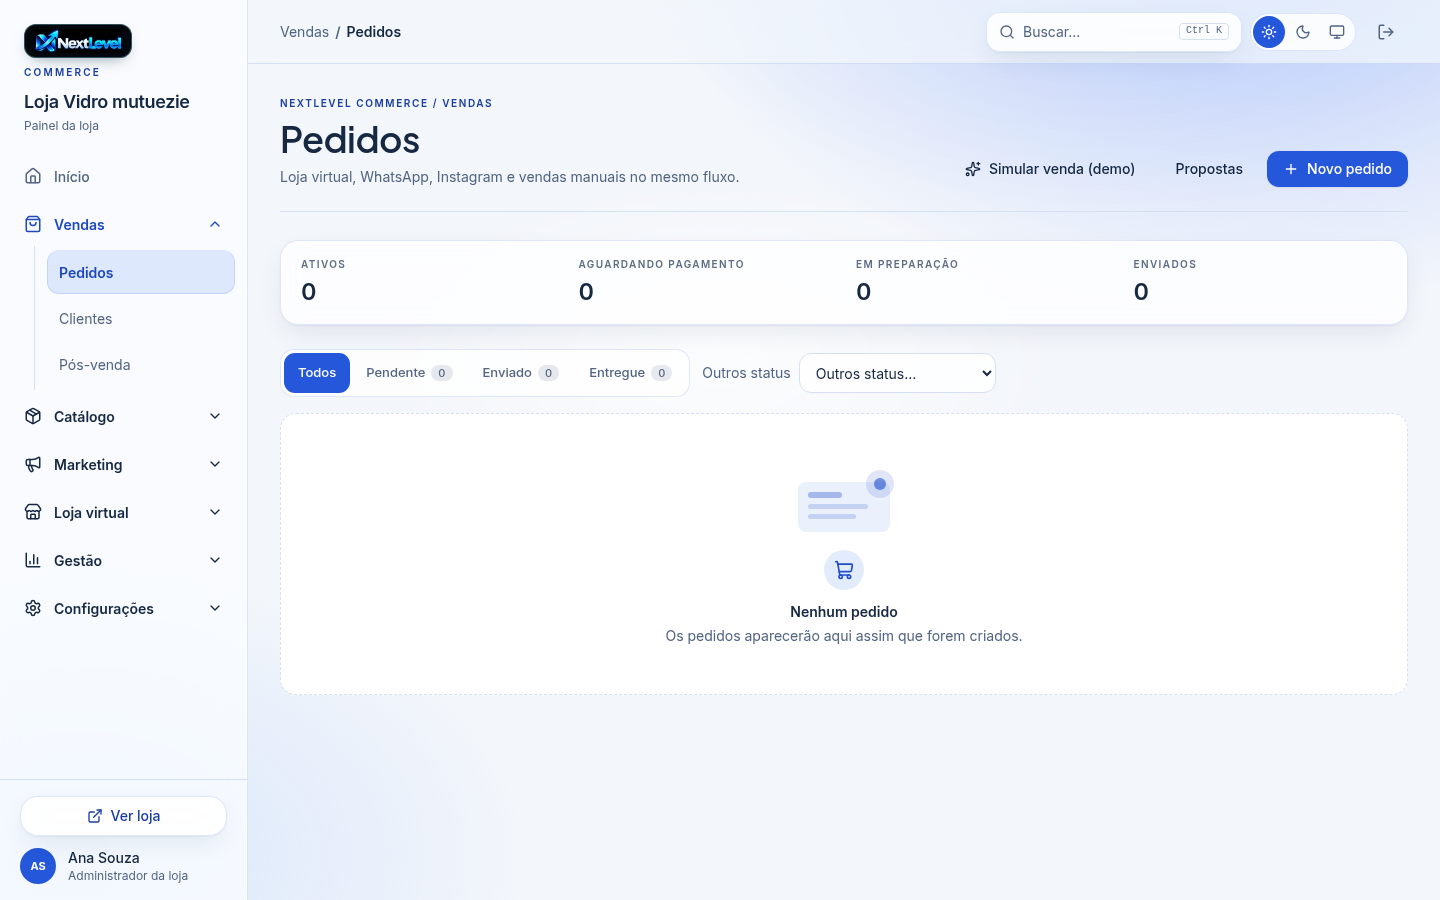 NextLevel
COMMERCE
Loja Vidro mutuezie
Painel da loja
Início
Vendas
Pedidos
Clientes
Pós-venda
Catálogo
Marketing
Loja virtual
Gestão
Configurações
Ver loja
AS
Ana Souza
Administrador da loja
Vendas / Pedidos
Buscar...
Ctrl K
NEXTLEVEL COMMERCE / VENDAS
Pedidos
Loja virtual, WhatsApp, Instagram e vendas manuais no mesmo fluxo.
Simular venda (demo)
Propostas
Novo pedido
ATIVOS
0
AGUARDANDO PAGAMENTO
0
EM PREPARAÇÃO
0
ENVIADOS
0
Todos
Pendente 0
Enviado 0
Entregue 0
Outros status
Outros status...
Nenhum pedido
Os pedidos aparecerão aqui assim que forem criados.